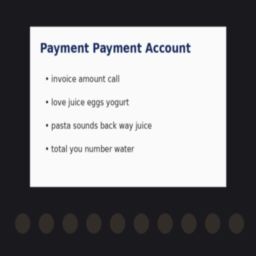 Payment Payment Account
• invoice amount call
• love juice eggs yogurt
• pasta sounds back way juice
• total you number water